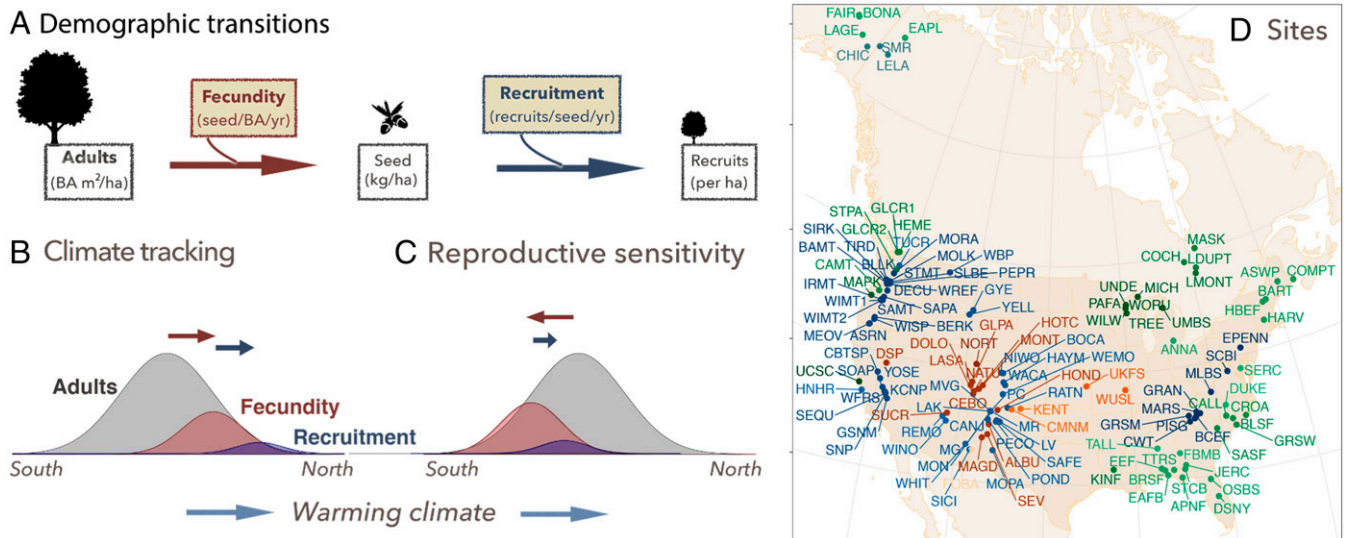 A Demographic transitions
Fecundity
(seed/BA/yr)
Recruitment
(recruits/seed/yr)
Adults
(BA m²/ha)
Seed
(kg/ha)
Recruits
(per ha)
B Climate tracking
C Reproductive sensitivity
Adults
Fecundity
Recruitment
South
North
South
North
Warming climate
D Sites
FAIR
BONA
LAGE
EAPL
CHIC
SMR
LELA
STPA
GLCR1
SIRK
GLCR2
HEME
BAMT
TIRD
TUCR
MORA
CAMT
BLLK
MOLK
WBP
STMT
SLBE
PEPR
IRMT
MAPK
DECU
WREF
GYE
WIMT1
SAMT
SAPA
YELL
WIMT2
WISP
BERK
GLPA
HOTC
MEOV
ASRN
DOLO
NORT
MONT
BOCA
CBTSP
DSP
LASA
NIWO
HAYM
WEMO
UCSC
SOAP
YOSE
NATU
WACA
HOND
UKFS
HNHR
WFRS
KCNP
MVG
PC
RATN
WUSL
SEQU
SUCR
LAK
CEBO
KENT
GSNM
REMO
CANJ
MR
CMNM
SNP
WINO
MG
PECO
LV
MON
MAGD
ALBU
SAFE
WHIT
FUBA
MOPA
POND
SICI
SEV
MASK
COCH
LDUPT
LMONT
ASWP
COMPT
UNDE
MICH
BART
PAFA
WORU
HBEF
WILW
TREE
UMBS
HARV
ANNA
EPENN
SCBI
SERC
MLBS
DUKE
GRAN
CALL
CROA
MARS
BLSF
GRSM
PISG
GRSW
CWT
BCEF
SASF
TALL
FBMB
EEF
TTRS
JERC
KINF
BRSF
STCB
OSBS
EAFB
APNF
DSNY